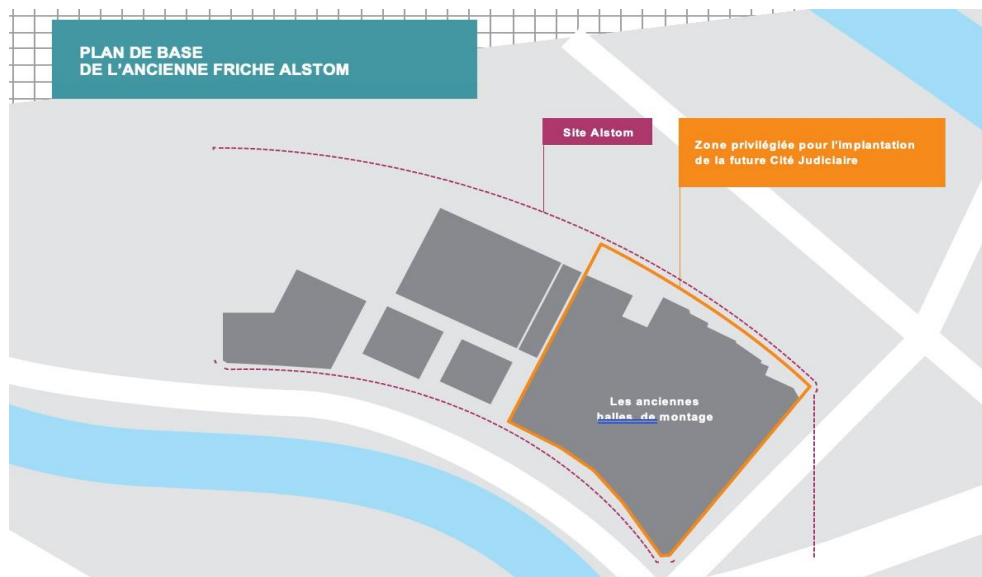 PLAN DE BASE
DE L'ANCIENNE FRICHE ALSTOM
Site Alstom
Zone privilégiée pour l'implantation
de la future Cité Judiciaire
Les anciennes
halles de montage